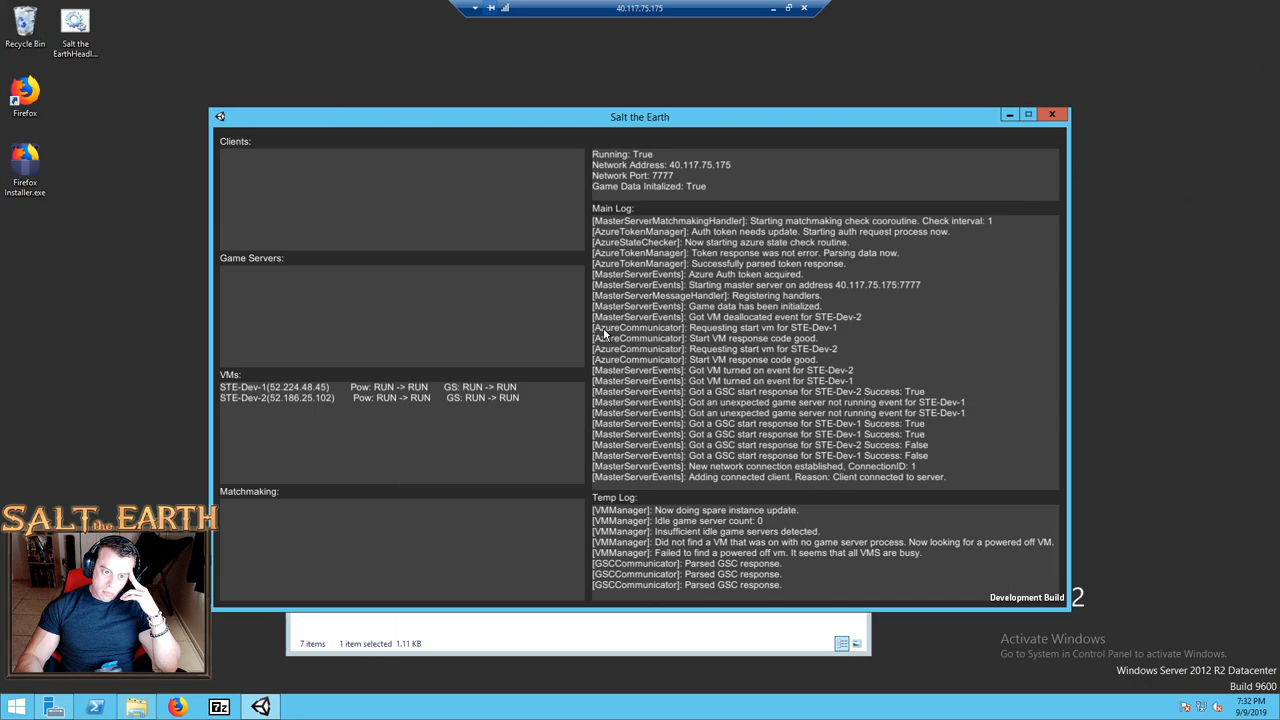 40.117.75.175
Recycle Bin
Salt the
EarthHeadl...
Firefox
Firefox
Installer.exe
Salt the Earth
Clients:
Game Servers:
VMs:
STE-Dev-1(52.224.48.45) Pow: RUN -> RUN GS: RUN -> RUN
STE-Dev-2(52.186.25.102) Pow: RUN -> RUN GS: RUN -> RUN
Matchmaking:
Running: True
Network Address: 40.117.75.175
Network Port: 7777
Game Data Initalized: True
Main Log:
[MasterServerMatchmakingHandler]: Starting matchmaking check cooroutine. Check interval: 1
[AzureTokenManager]: Auth token needs update. Starting auth request process now.
[AzureStateChecker]: Now starting azure state check routine.
[AzureTokenManager]: Token response was not error. Parsing data now.
[AzureTokenManager]: Successfully parsed token response.
[MasterServerEvents]: Azure Auth token acquired.
[MasterServerEvents]: Starting master server on address 40.117.75.175:7777
[MasterServerMessageHandler]: Registering handlers.
[MasterServerEvents]: Game data has been initialized.
[MasterServerEvents]: Got VM deallocated event for STE-Dev-2
[AzureCommunicator]: Requesting start vm for STE-Dev-1
[AzureCommunicator]: Start VM response code good.
[AzureCommunicator]: Requesting start vm for STE-Dev-2
[AzureCommunicator]: Start VM response code good.
[MasterServerEvents]: Got VM turned on event for STE-Dev-2
[MasterServerEvents]: Got VM turned on event for STE-Dev-1
[MasterServerEvents]: Got a GSC start response for STE-Dev-2 Success: True
[MasterServerEvents]: Got an unexpected game server not running event for STE-Dev-1
[MasterServerEvents]: Got an unexpected game server not running event for STE-Dev-1
[MasterServerEvents]: Got a GSC start response for STE-Dev-1 Success: True
[MasterServerEvents]: Got a GSC start response for STE-Dev-1 Success: True
[MasterServerEvents]: Got a GSC start response for STE-Dev-2 Success: False
[MasterServerEvents]: Got a GSC start response for STE-Dev-1 Success: False
[MasterServerEvents]: New network connection established, ConnectionID: 1
[MasterServerEvents]: Adding connected client. Reason: Client connected to server.
Temp Log:
[VMManager]: Now doing spare instance update.
[VMManager]: Idle game server count: 0
[VMManager]: Insufficient idle game servers detected.
[VMManager]: Did not find a VM that was on with no game server process. Now looking for a powered off VM.
[VMManager]: Failed to find a powered off vm. It seems that all VMS are busy.
[GSCCommunicator]: Parsed GSC response.
[GSCCommunicator]: Parsed GSC response.
[GSCCommunicator]: Parsed GSC response.
Development Build
2
SALT the EARTH
7 items 1 item selected 1.11 KB
Activate Windows
Go to System in Control Panel to activate Windows.
Windows Server 2012 R2 Datacenter
Build 9600
7z
7:32 PM
9/9/2019